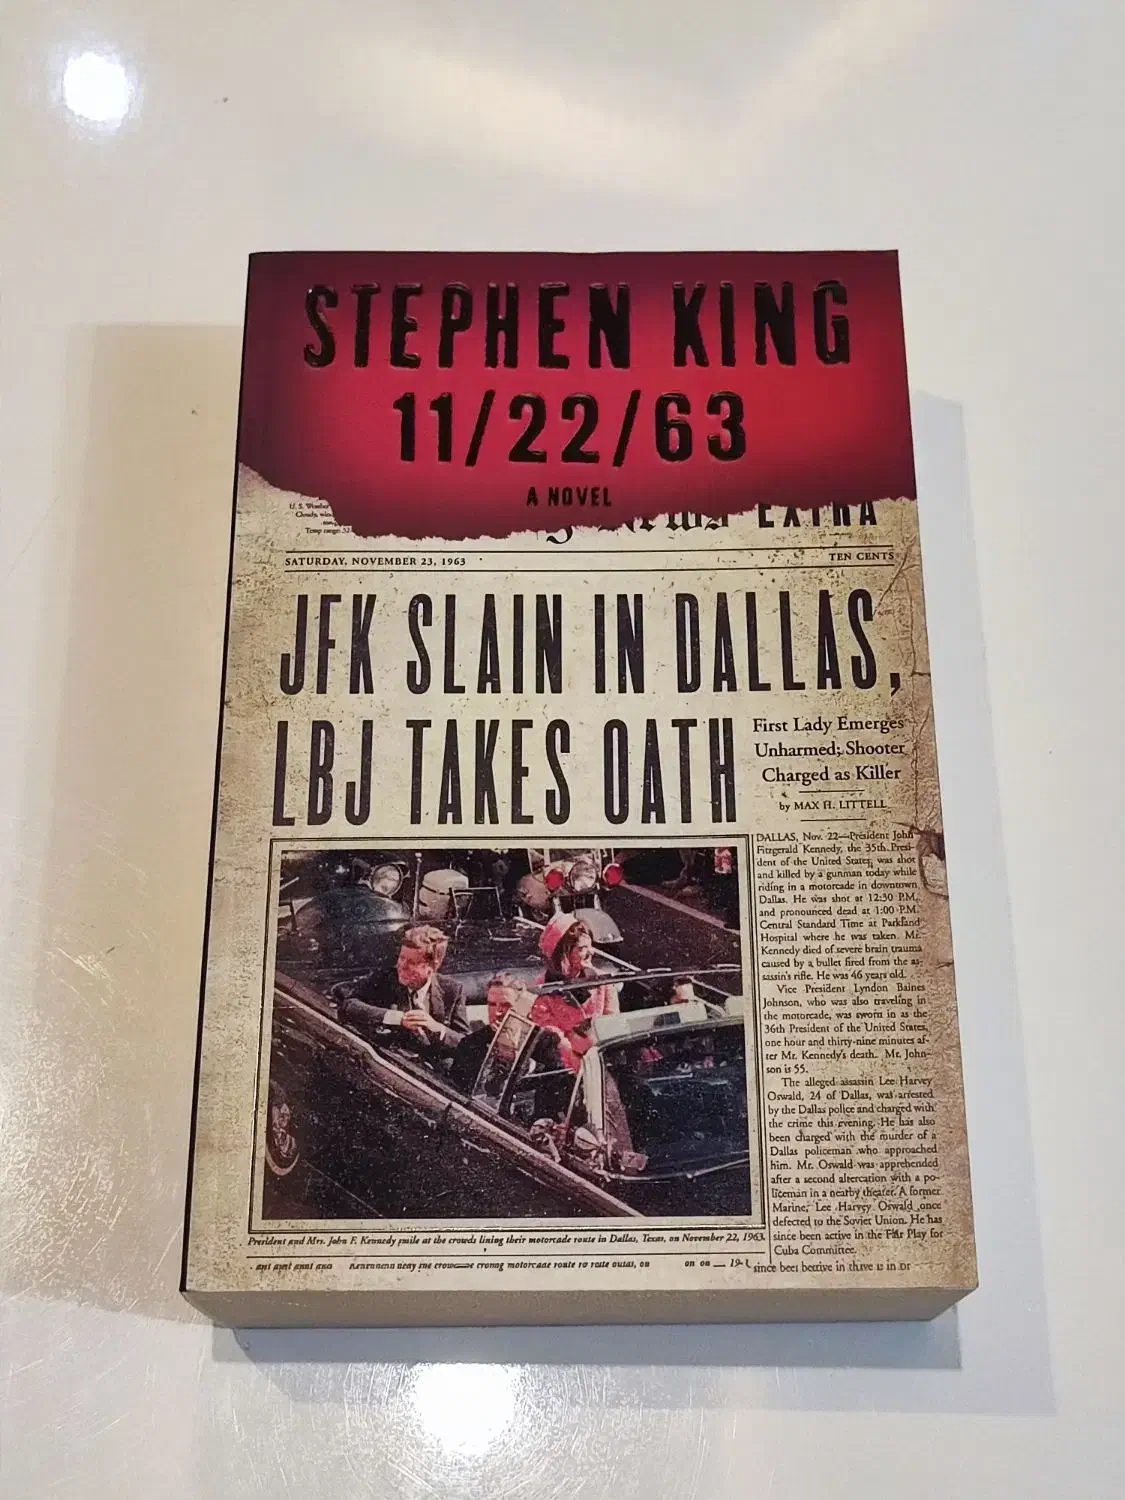 STEPHEN KING
11/22/63
A NOVEL
U. S. Weather
Cloudy,
Temp range: 52
News EXTRA
SATURDAY, NOVEMBER 23, 1963
TEN CENTS
JFK SLAIN IN DALLAS,
LBJ TAKES OATH
First Lady Emerges
Unharmed; Shooter
Charged as Killer
by MAX H. LITTELL
DALLAS, Nov. 22—President John
Fitzgerald Kennedy, the 35th Presi-
dent of the United States, was shot
and killed by a gunman today while
riding in a motorcade in downtown
Dallas. He was shot at 12:30 P.M.
and pronounced dead at 1:00 P.M.
Central Standard Time at Parkland
Hospital where he was taken. Mr.
Kennedy died of severe brain trauma
caused by a bullet fired from the as-
sassin's rifle. He was 46 years old.
Vice President Lyndon Baines
Johnson, who was also traveling in
the motorcade, was sworn in as the
36th President of the United States,
one hour and thirty-nine minutes af-
ter Mr. Kennedy's death. Mr. John-
son is 55.
The alleged assassin Lee Harvey
Oswald, 24 of Dallas, was arrested
by the Dallas police and charged with
the crime this evening. He has also
been charged with the murder of a
Dallas policeman who approached
him. Mr. Oswald was apprehended
after a second altercation with a po-
liceman in a nearby theater. A former
Marine, Lee Harvey Oswald once
defected to the Soviet Union. He has
since been active in the Fair Play for
Cuba Committee.
President and Mrs. John F. Kennedy smile at the crowds lining their motorcade route in Dallas, Texas, on November 22, 1963.
motorcade route